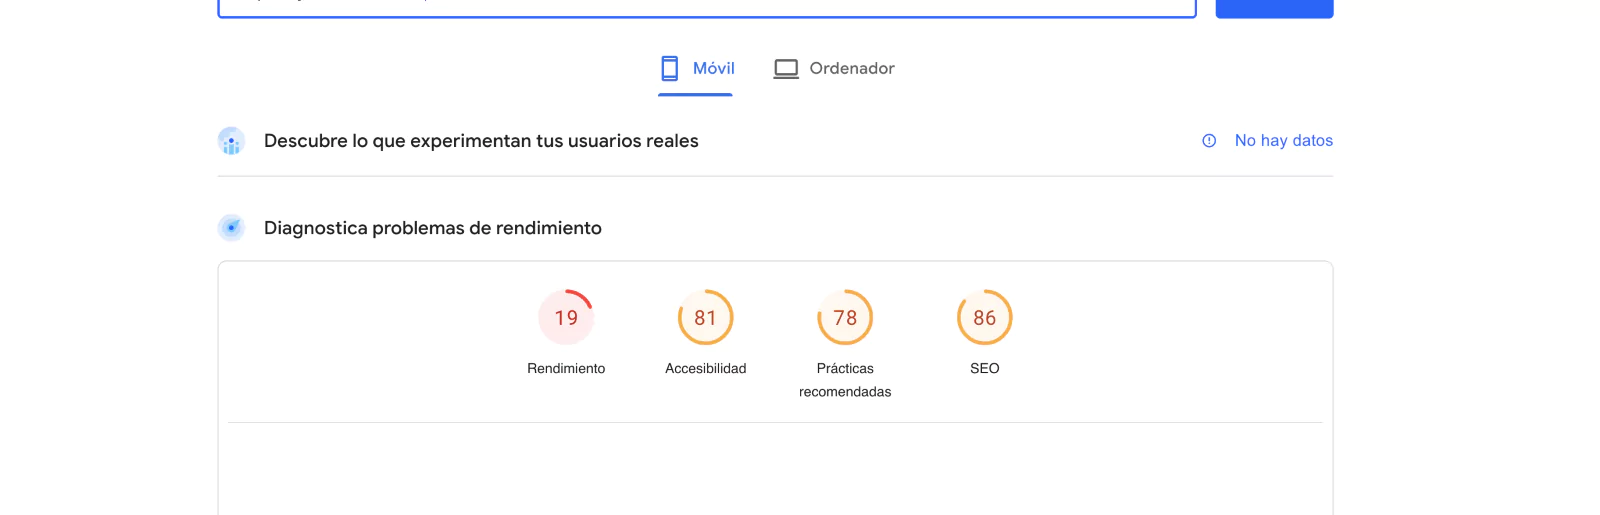 Móvil
Ordenador
Descubre lo que experimentan tus usuarios reales
No hay datos
Diagnostica problemas de rendimiento
19
81
78
86
Rendimiento
Accesibilidad
Prácticas
recomendadas
SEO